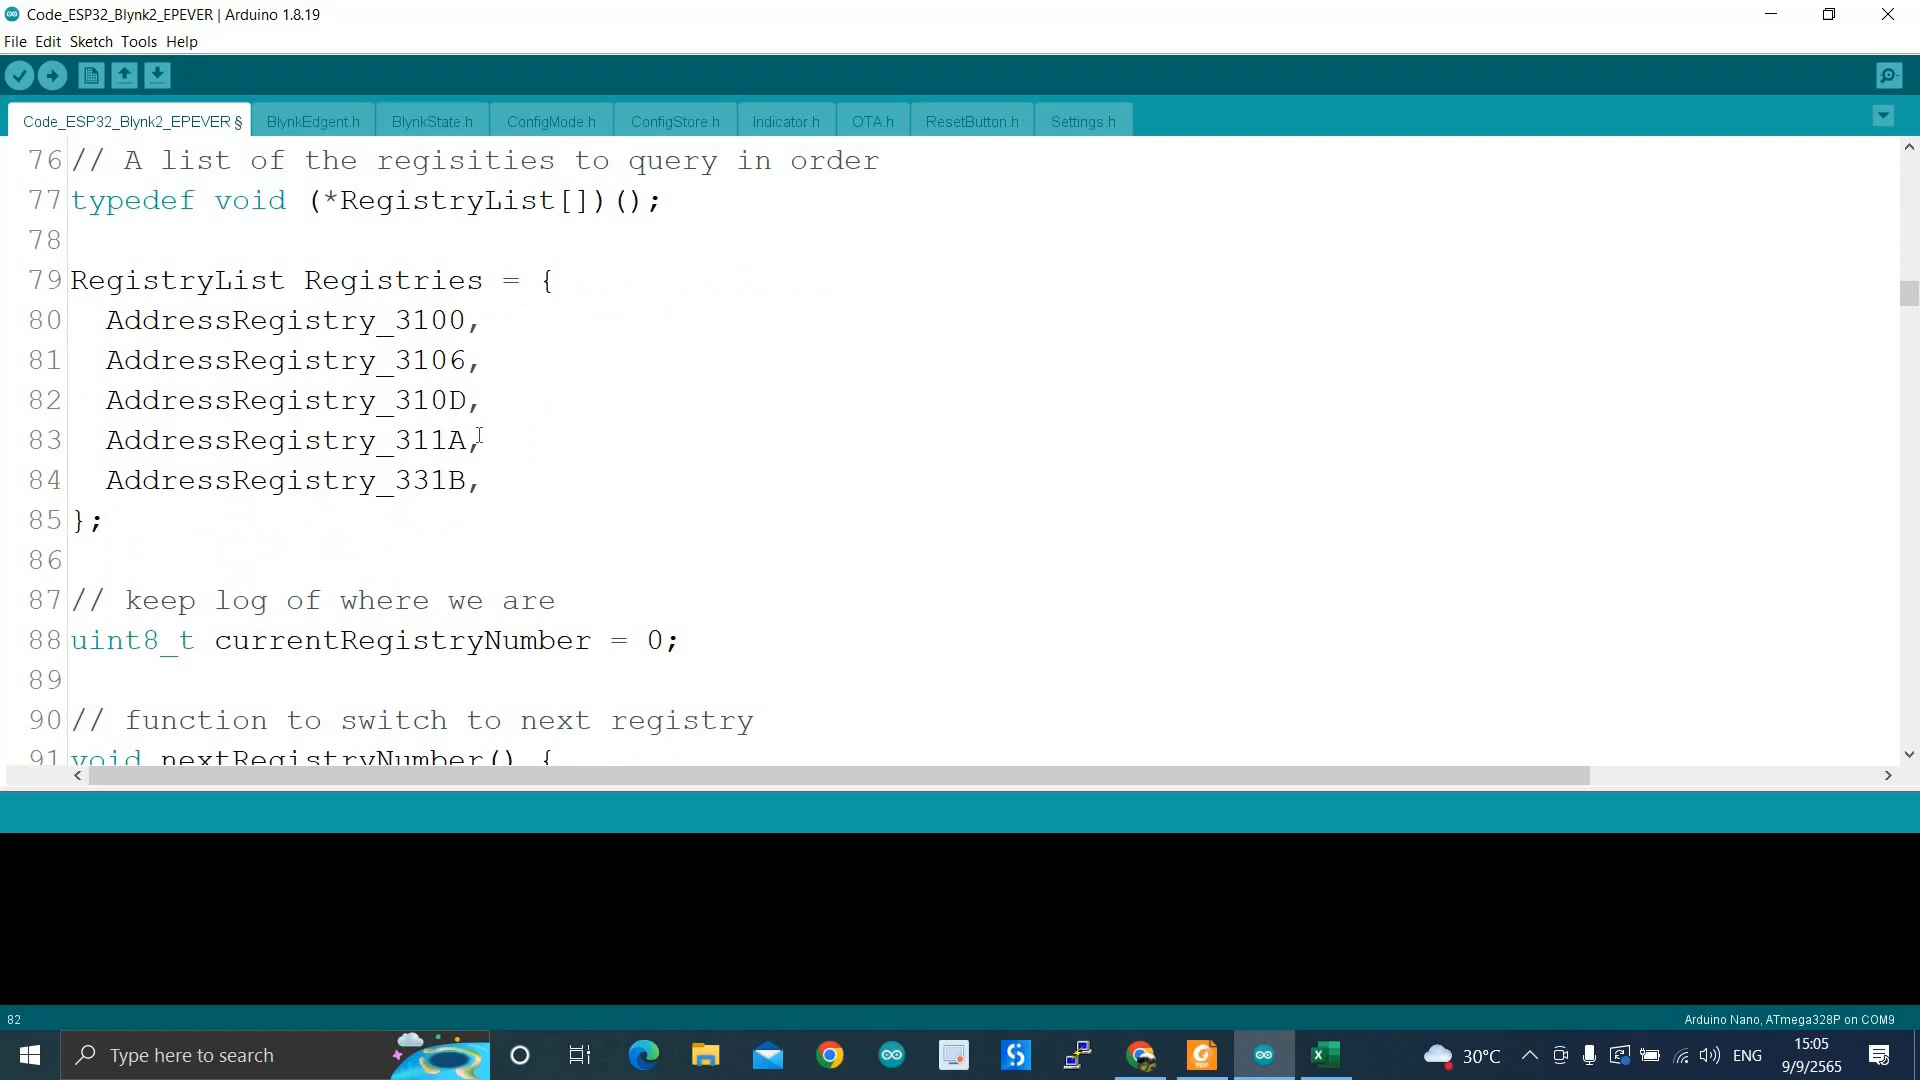 Code_ESP32_Blynk2_EPEVER | Arduino 1.8.19
File Edit Sketch Tools Help
Code_ESP32_Blynk2_EPEVER § BlynkEdgent.h BlynkState.h ConfigMode.h ConfigStore.h Indicator.h OTA.h ResetButton.h Settings.h
76 // A list of the regisities to query in order
77 typedef void (*RegistryList[])();
78
79 RegistryList Registries = {
80 AddressRegistry_3100,
81 AddressRegistry_3106,
82 AddressRegistry_310D,
83 AddressRegistry_311A,
84 AddressRegistry_331B,
85 };
86
87 // keep log of where we are
88 uint8_t currentRegistryNumber = 0;
89
90 // function to switch to next registry
91 void nextRegistryNumber() {
82 Arduino Nano, ATmega328P on COM9
Type here to search
30°C ENG
15:05
9/9/2565